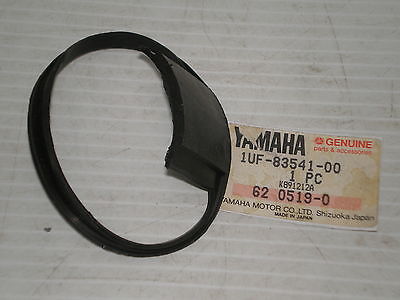 YAMAHA GENUINE
parts & accessories
1UF-83541-00
1 PC
K891212A
62 0519-0
YAMAHA MOTOR CO., LTD. Shizuoka Japan
MADE IN JAPAN